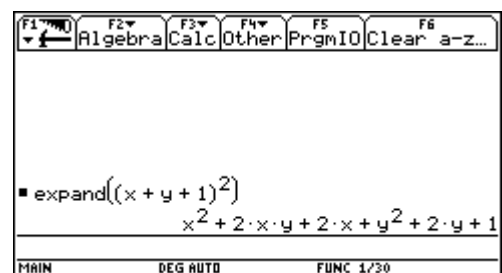 F1 F2▾ F3▾ F4▾ F5 F6
Algebra Calc Other PrgmIO Clear a-z…
▪ expand((x + y + 1)²)
x² + 2·x·y + 2·x + y² + 2·y + 1
MAIN DEG AUTO FUNC 1/30